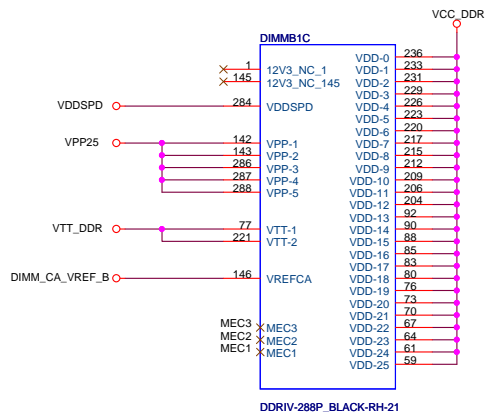 VCC_DDR
DIMMB1C
1 12V3_NC_1
145 12V3_NC_145
VDDSPD 284 VDDSPD
VPP25 142 VPP-1
143 VPP-2
286 VPP-3
287 VPP-4
288 VPP-5
VTT_DDR 77 VTT-1
221 VTT-2
DIMM_CA_VREF_B 146 VREFCA
MEC3 MEC3
MEC2 MEC2
MEC1 MEC1
VDD-0 236
VDD-1 233
VDD-2 231
VDD-3 229
VDD-4 226
VDD-5 223
VDD-6 220
VDD-7 217
VDD-8 215
VDD-9 212
VDD-10 209
VDD-11 206
VDD-12 204
VDD-13 92
VDD-14 90
VDD-15 88
VDD-16 85
VDD-17 83
VDD-18 80
VDD-19 76
VDD-20 73
VDD-21 70
VDD-22 67
VDD-23 64
VDD-24 61
VDD-25 59
DDRIV-288P_BLACK-RH-21